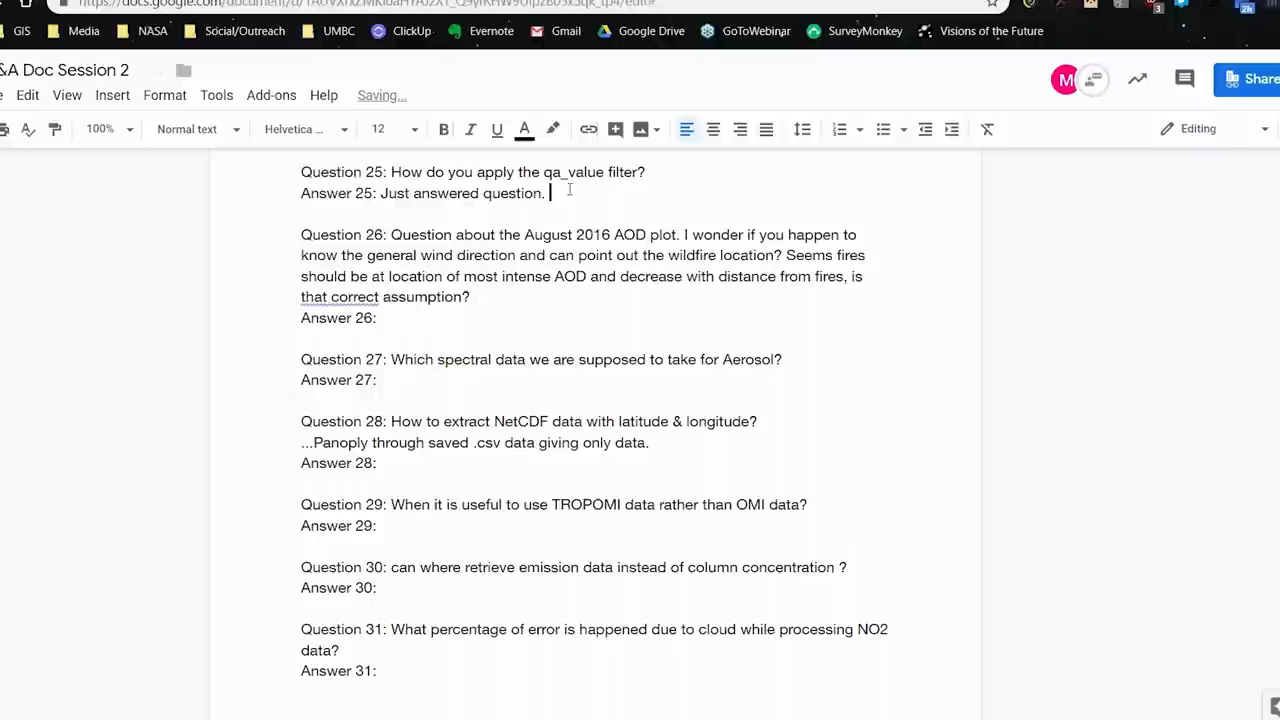 GIS Media NASA Social/Outreach UMBC ClickUp Evernote Gmail Google Drive GoToWebinar SurveyMonkey Visions of the Future
&A Doc Session 2
Share
Edit View Insert Format Tools Add-ons Help Saving...
100% Normal text Helvetica ... 12 B I U A Editing
Question 25: How do you apply the qa_value filter?
Answer 25: Just answered question.
Question 26: Question about the August 2016 AOD plot. I wonder if you happen to
know the general wind direction and can point out the wildfire location? Seems fires
should be at location of most intense AOD and decrease with distance from fires, is
that correct assumption?
Answer 26:
Question 27: Which spectral data we are supposed to take for Aerosol?
Answer 27:
Question 28: How to extract NetCDF data with latitude & longitude?
...Panoply through saved .csv data giving only data.
Answer 28:
Question 29: When it is useful to use TROPOMI data rather than OMI data?
Answer 29:
Question 30: can where retrieve emission data instead of column concentration ?
Answer 30:
Question 31: What percentage of error is happened due to cloud while processing NO2
data?
Answer 31: